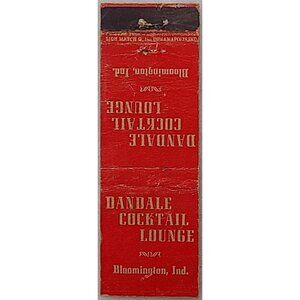 Bloomington, Ind.
DANDALE
COCKTAIL
LOUNGE
DANDALE
COCKTAIL
LOUNGE
Bloomington, Ind.